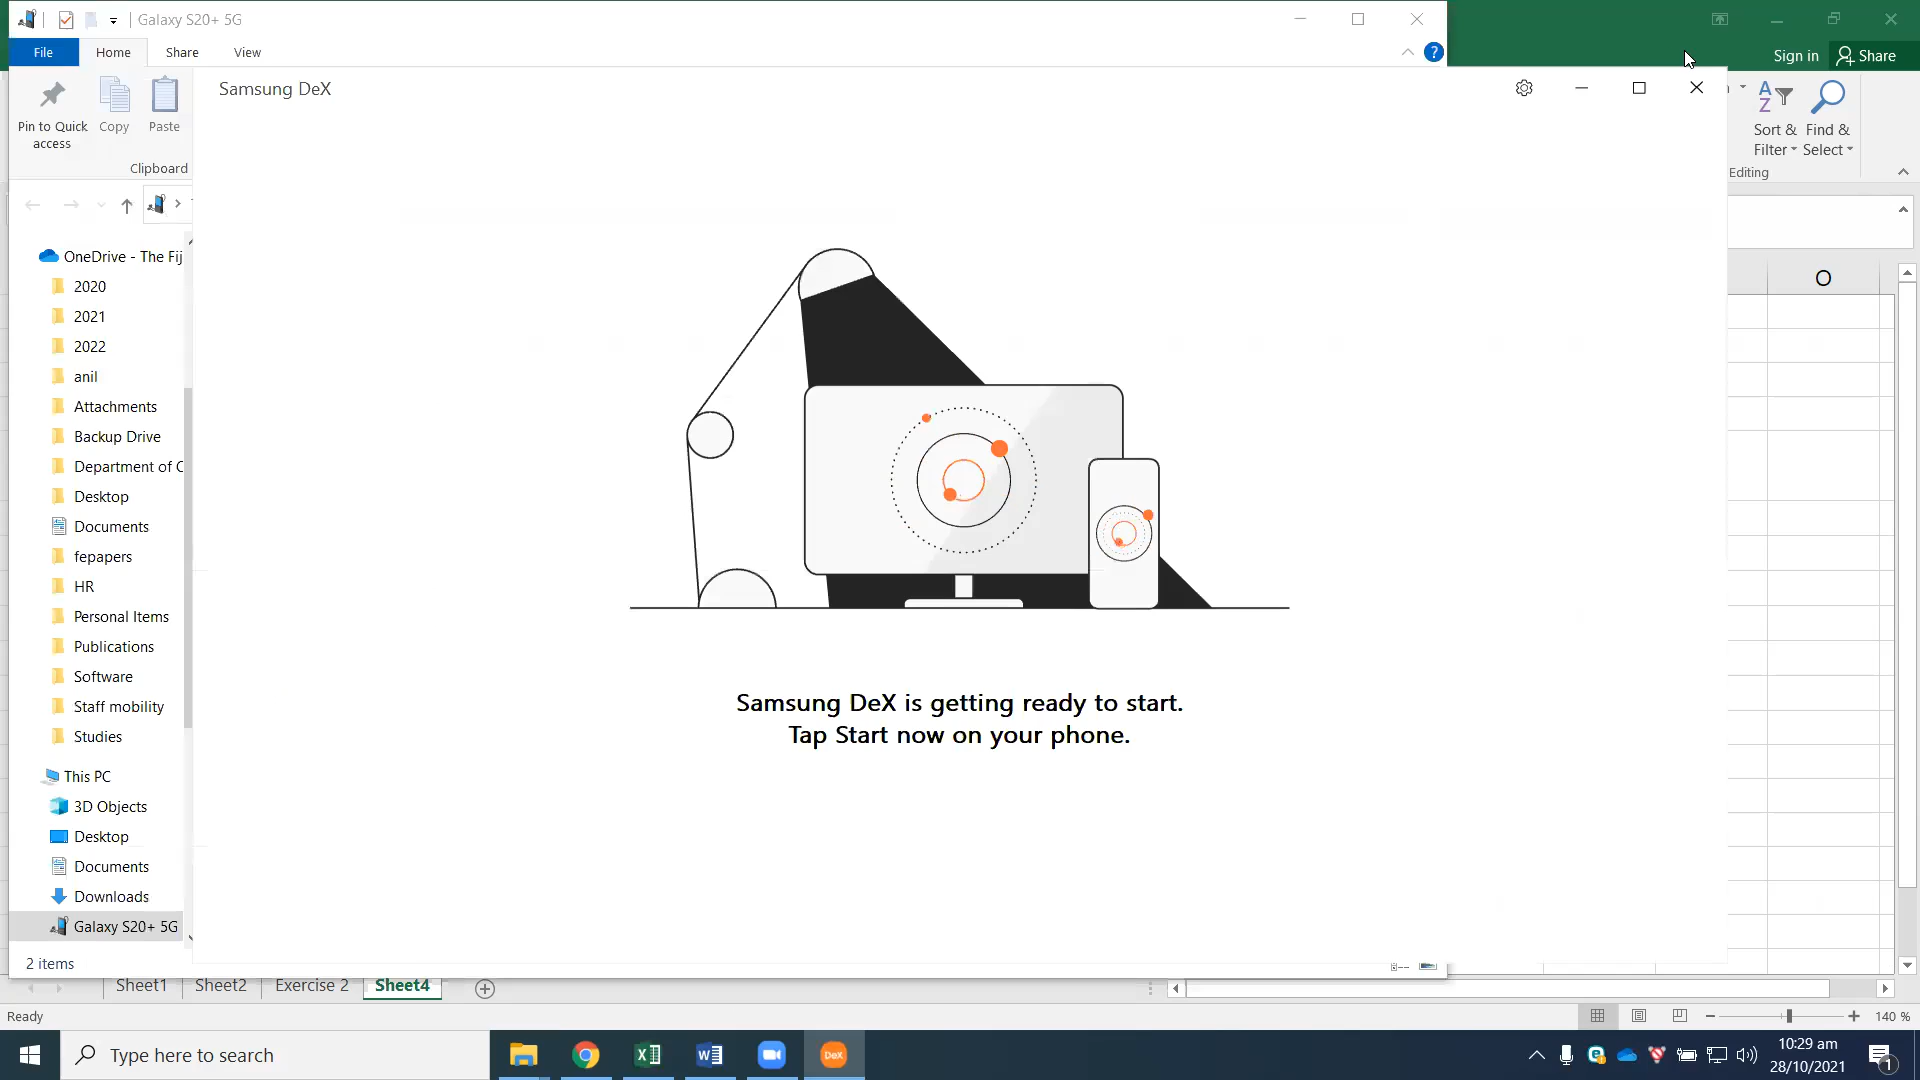 Galaxy S20+ 5G
File
Home
Share
View
?
Sign in
Share
Pin to Quick
access
Copy
Paste
Clipboard
Samsung DeX
Sort &
Filter
Find &
Select
Editing
O
OneDrive - The Fij
2020
2021
2022
anil
Attachments
Backup Drive
Department of C
Desktop
Documents
fepapers
HR
Personal Items
Publications
Software
Staff mobility
Studies
This PC
3D Objects
Desktop
Documents
Downloads
Galaxy S20+ 5G
2 items
Samsung DeX is getting ready to start.
Tap Start now on your phone.
Sheet1
Sheet2
Exercise 2
Sheet4
Ready
140 %
Type here to search
DeX
10:29 am
28/10/2021
1